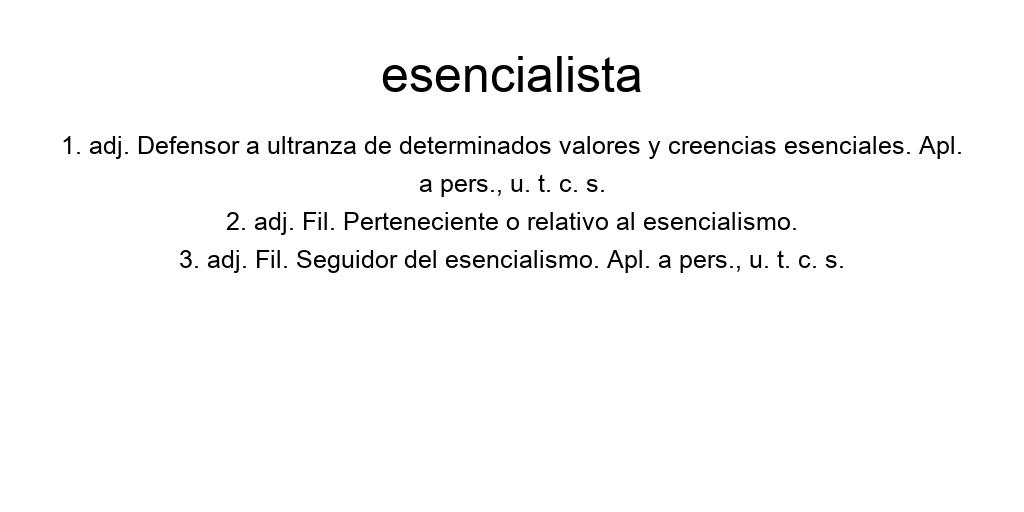 esencialista
1. adj. Defensor a ultranza de determinados valores y creencias esenciales. Apl.
a pers., u. t. c. s.
2. adj. Fil. Perteneciente o relativo al esencialismo.
3. adj. Fil. Seguidor del esencialismo. Apl. a pers., u. t. c. s.